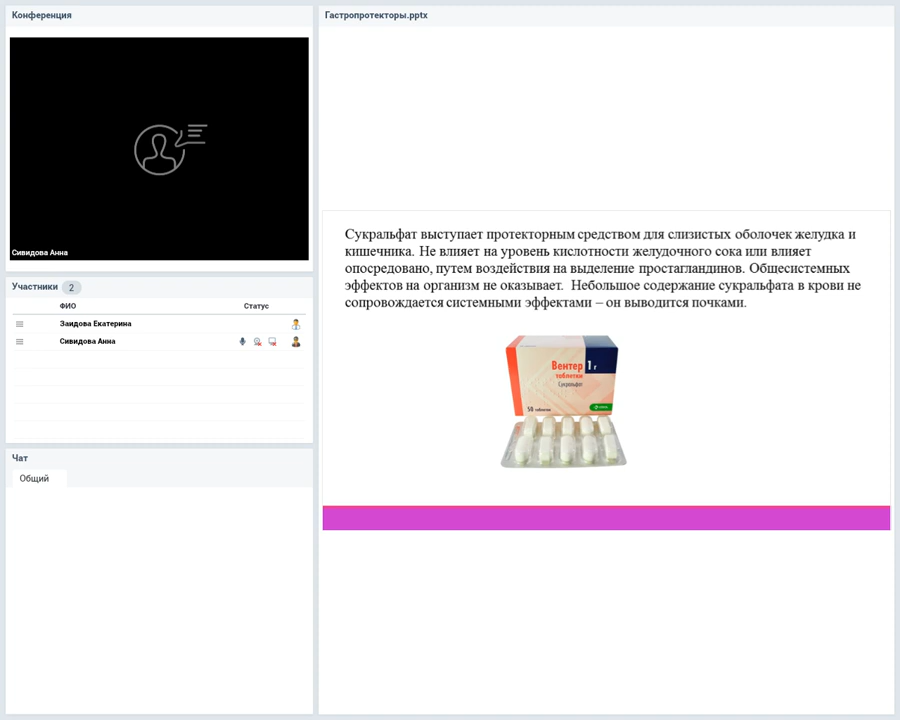 Конференция
Сивидова Анна
Участники 2
ФИО Статус
Заидова Екатерина
Сивидова Анна
Чат
Общий
Гастропротекторы.pptx
Сукральфат выступает протекторным средством для слизистых оболочек желудка и
кишечника. Не влияет на уровень кислотности желудочного сока или влияет
опосредовано, путем воздействия на выделение простагландинов. Общесистемных
эффектов на организм не оказывает. Небольшое содержание сукральфата в крови не
сопровождается системными эффектами – он выводится почками.
Вентер 1 г
таблетки
Сукральфат
50 таблеток